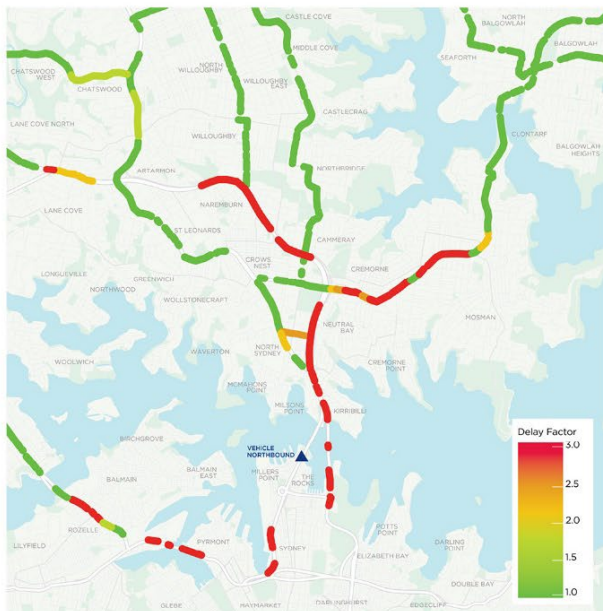 CASTLE COVE
NORTH
BALGOWLAH
MIDDLE COVE
SEAFORTH
BALGOWLAH
NORTH
WILLOUGHBY
CHATSWOOD
WEST
CHATSWOOD
WILLOUGHBY
EAST
CASTLECRAG
LANE COVE NORTH
WILLOUGHBY
CLONTARF
BALGOWLAH
HEIGHTS
ARTARMON
NORTHBRIDGE
LANE COVE
NAREMBURN
ST LEONARDS
CAMMERAY
CROWS
NEST
CREMORNE
LONGUEVILLE
GREENWICH
NORTHWOOD
WOLLSTONECRAFT
MOSMAN
NEUTRAL
BAY
WAVERTON
NORTH
SYDNEY
WOOLWICH
CREMORNE
POINT
MCMAHONS
POINT
MILSONS
POINT
KIRRIBILLI
BIRCHGROVE
VEHICLE
NORTHBOUND
BALMAIN
BALMAIN
EAST
MILLERS
POINT
THE
ROCKS
ROZELLE
POTTS
POINT
LILYFIELD
PYRMONT
SYDNEY
DARLING
POINT
ELIZABETH BAY
DOUBLE BAY
GLEBE
HAYMARKET
DARLINGHURST
EDGECLIFF
Delay Factor
3.0
2.5
2.0
1.5
1.0